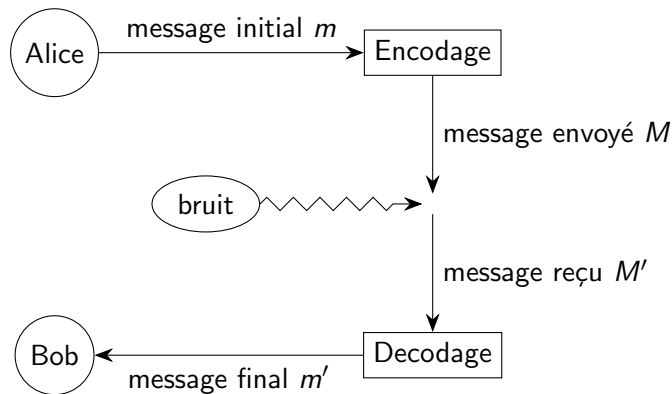 message initial m
Alice
Encodage
message envoyé M
bruit
message reçu M′
Bob
Decodage
message final m′